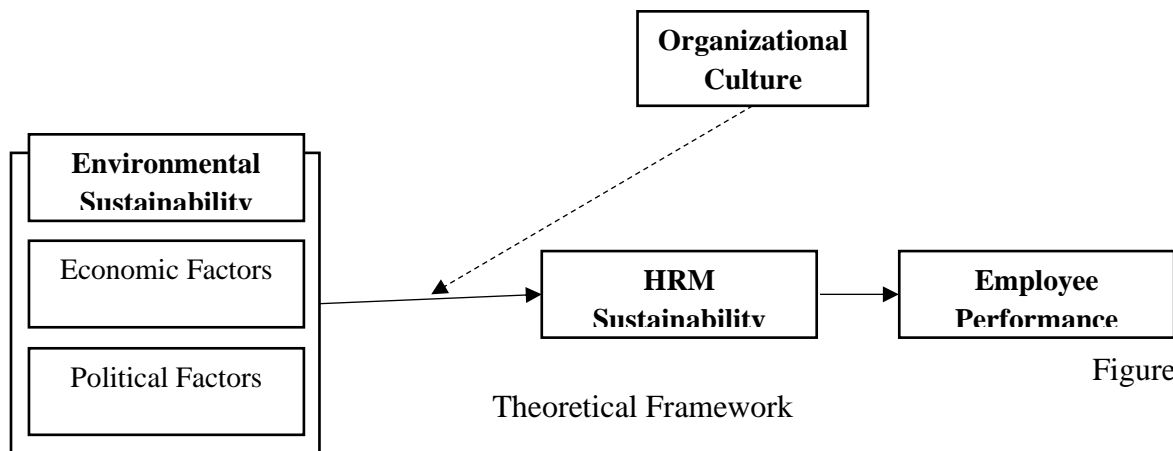 Organizational
Culture
Environmental
Sustainability
Economic Factors
Political Factors
HRM
Sustainability
Employee
Performance
Figure
Theoretical Framework